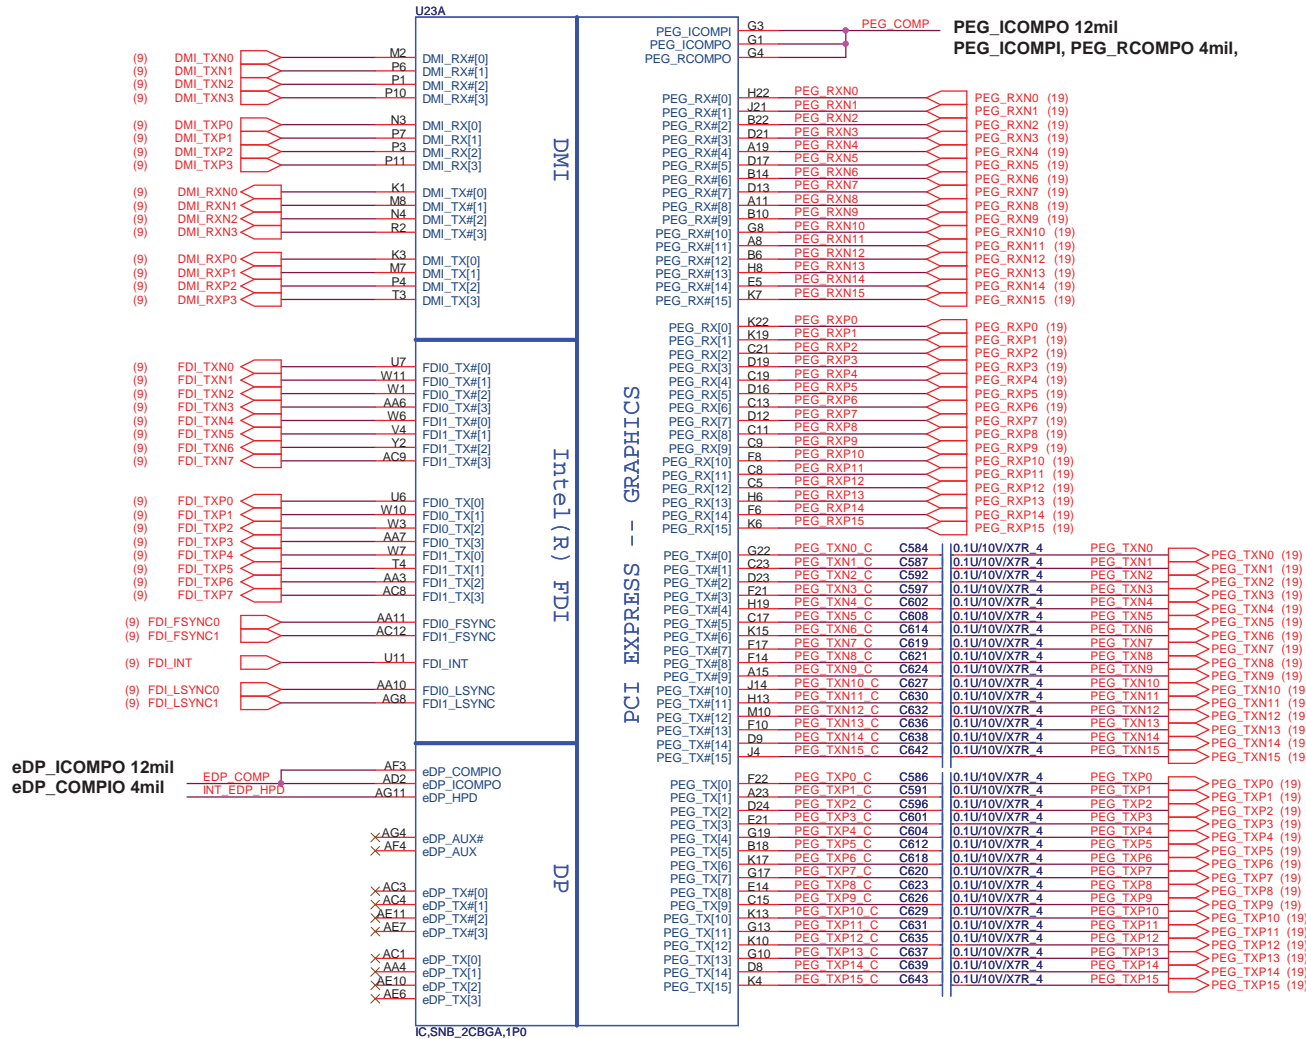 U23A
PEG_ICOMPI G3 PEG_COMP PEG_ICOMPO 12mil
PEG_ICOMPO G1 PEG_ICOMPI, PEG_RCOMPO 4mil,
PEG_RCOMPO G4
(9) DMI_TXN0 M2 DMI_RX#[0]
(9) DMI_TXN1 P6 DMI_RX#[1]
(9) DMI_TXN2 P1 DMI_RX#[2]
(9) DMI_TXN3 P10 DMI_RX#[3]
(9) DMI_TXP0 N3 DMI_RX[0]
(9) DMI_TXP1 P7 DMI_RX[1]
(9) DMI_TXP2 P3 DMI_RX[2]
(9) DMI_TXP3 P11 DMI_RX[3]
(9) DMI_RXN0 K1 DMI_TX#[0]
(9) DMI_RXN1 M8 DMI_TX#[1]
(9) DMI_RXN2 N4 DMI_TX#[2]
(9) DMI_RXN3 R2 DMI_TX#[3]
(9) DMI_RXP0 K3 DMI_TX[0]
(9) DMI_RXP1 M7 DMI_TX[1]
(9) DMI_RXP2 P4 DMI_TX[2]
(9) DMI_RXP3 T3 DMI_TX[3]
DMI
(9) FDI_TXN0 U7 FDI0_TX#[0]
(9) FDI_TXN1 W11 FDI0_TX#[1]
(9) FDI_TXN2 W1 FDI0_TX#[2]
(9) FDI_TXN3 AA6 FDI0_TX#[3]
(9) FDI_TXN4 W6 FDI1_TX#[0]
(9) FDI_TXN5 V4 FDI1_TX#[1]
(9) FDI_TXN6 Y2 FDI1_TX#[2]
(9) FDI_TXN7 AC9 FDI1_TX#[3]
(9) FDI_TXP0 U6 FDI0_TX[0]
(9) FDI_TXP1 W10 FDI0_TX[1]
(9) FDI_TXP2 W3 FDI0_TX[2]
(9) FDI_TXP3 AA7 FDI0_TX[3]
(9) FDI_TXP4 W7 FDI1_TX[0]
(9) FDI_TXP5 T4 FDI1_TX[1]
(9) FDI_TXP6 AA3 FDI1_TX[2]
(9) FDI_TXP7 AC8 FDI1_TX[3]
(9) FDI_FSYNC0 AA11 FDI0_FSYNC
(9) FDI_FSYNC1 AC12 FDI1_FSYNC
(9) FDI_INT U11 FDI_INT
(9) FDI_LSYNC0 AA10 FDI0_LSYNC
(9) FDI_LSYNC1 AG8 FDI1_LSYNC
Intel(R) FDI
eDP_ICOMPO 12mil
eDP_COMPIO 4mil
AF3 eDP_COMPIO
EDP_COMP AD2 eDP_ICOMPO
INT_EDP_HPD AG11 eDP_HPD
AG4 eDP_AUX#
AF4 eDP_AUX
AC3 eDP_TX#[0]
AC4 eDP_TX#[1]
AE11 eDP_TX#[2]
AE7 eDP_TX#[3]
AC1 eDP_TX[0]
AA4 eDP_TX[1]
AE10 eDP_TX[2]
AE6 eDP_TX[3]
DP
PCI EXPRESS -- GRAPHICS
PEG_RX#[0] H22 PEG_RXN0 PEG_RXN0 (19)
PEG_RX#[1] J21 PEG_RXN1 PEG_RXN1 (19)
PEG_RX#[2] B22 PEG_RXN2 PEG_RXN2 (19)
PEG_RX#[3] D21 PEG_RXN3 PEG_RXN3 (19)
PEG_RX#[4] A19 PEG_RXN4 PEG_RXN4 (19)
PEG_RX#[5] D17 PEG_RXN5 PEG_RXN5 (19)
PEG_RX#[6] B14 PEG_RXN6 PEG_RXN6 (19)
PEG_RX#[7] D13 PEG_RXN7 PEG_RXN7 (19)
PEG_RX#[8] A11 PEG_RXN8 PEG_RXN8 (19)
PEG_RX#[9] B10 PEG_RXN9 PEG_RXN9 (19)
PEG_RX#[10] G8 PEG_RXN10 PEG_RXN10 (19)
PEG_RX#[11] A8 PEG_RXN11 PEG_RXN11 (19)
PEG_RX#[12] B6 PEG_RXN12 PEG_RXN12 (19)
PEG_RX#[13] H8 PEG_RXN13 PEG_RXN13 (19)
PEG_RX#[14] E5 PEG_RXN14 PEG_RXN14 (19)
PEG_RX#[15] K7 PEG_RXN15 PEG_RXN15 (19)
PEG_RX[0] K22 PEG_RXP0 PEG_RXP0 (19)
PEG_RX[1] K19 PEG_RXP1 PEG_RXP1 (19)
PEG_RX[2] C21 PEG_RXP2 PEG_RXP2 (19)
PEG_RX[3] D19 PEG_RXP3 PEG_RXP3 (19)
PEG_RX[4] C19 PEG_RXP4 PEG_RXP4 (19)
PEG_RX[5] D16 PEG_RXP5 PEG_RXP5 (19)
PEG_RX[6] C13 PEG_RXP6 PEG_RXP6 (19)
PEG_RX[7] D12 PEG_RXP7 PEG_RXP7 (19)
PEG_RX[8] C11 PEG_RXP8 PEG_RXP8 (19)
PEG_RX[9] C9 PEG_RXP9 PEG_RXP9 (19)
PEG_RX[10] F8 PEG_RXP10 PEG_RXP10 (19)
PEG_RX[11] C8 PEG_RXP11 PEG_RXP11 (19)
PEG_RX[12] C5 PEG_RXP12 PEG_RXP12 (19)
PEG_RX[13] H6 PEG_RXP13 PEG_RXP13 (19)
PEG_RX[14] F6 PEG_RXP14 PEG_RXP14 (19)
PEG_RX[15] K6 PEG_RXP15 PEG_RXP15 (19)
PEG_TX#[0] G22 PEG_TXN0_C C584 0.1U/10V/X7R_4 PEG_TXN0 PEG_TXN0 (19)
PEG_TX#[1] C23 PEG_TXN1_C C587 0.1U/10V/X7R_4 PEG_TXN1 PEG_TXN1 (19)
PEG_TX#[2] D23 PEG_TXN2_C C592 0.1U/10V/X7R_4 PEG_TXN2 PEG_TXN2 (19)
PEG_TX#[3] F21 PEG_TXN3_C C597 0.1U/10V/X7R_4 PEG_TXN3 PEG_TXN3 (19)
PEG_TX#[4] H19 PEG_TXN4_C C602 0.1U/10V/X7R_4 PEG_TXN4 PEG_TXN4 (19)
PEG_TX#[5] C17 PEG_TXN5_C C608 0.1U/10V/X7R_4 PEG_TXN5 PEG_TXN5 (19)
PEG_TX#[6] K15 PEG_TXN6_C C614 0.1U/10V/X7R_4 PEG_TXN6 PEG_TXN6 (19)
PEG_TX#[7] F17 PEG_TXN7_C C619 0.1U/10V/X7R_4 PEG_TXN7 PEG_TXN7 (19)
PEG_TX#[8] F14 PEG_TXN8_C C621 0.1U/10V/X7R_4 PEG_TXN8 PEG_TXN8 (19)
PEG_TX#[9] A15 PEG_TXN9_C C624 0.1U/10V/X7R_4 PEG_TXN9 PEG_TXN9 (19)
PEG_TX#[10] J14 PEG_TXN10_C C627 0.1U/10V/X7R_4 PEG_TXN10 PEG_TXN10 (19
PEG_TX#[11] H13 PEG_TXN11_C C630 0.1U/10V/X7R_4 PEG_TXN11 PEG_TXN11 (19
PEG_TX#[12] M10 PEG_TXN12_C C632 0.1U/10V/X7R_4 PEG_TXN12 PEG_TXN12 (19
PEG_TX#[13] F10 PEG_TXN13_C C636 0.1U/10V/X7R_4 PEG_TXN13 PEG_TXN13 (19
PEG_TX#[14] D9 PEG_TXN14_C C638 0.1U/10V/X7R_4 PEG_TXN14 PEG_TXN14 (19
PEG_TX#[15] J4 PEG_TXN15_C C642 0.1U/10V/X7R_4 PEG_TXN15 PEG_TXN15 (19
PEG_TX[0] F22 PEG_TXP0_C C586 0.1U/10V/X7R_4 PEG_TXP0 PEG_TXP0 (19)
PEG_TX[1] A23 PEG_TXP1_C C591 0.1U/10V/X7R_4 PEG_TXP1 PEG_TXP1 (19)
PEG_TX[2] D24 PEG_TXP2_C C596 0.1U/10V/X7R_4 PEG_TXP2 PEG_TXP2 (19)
PEG_TX[3] E21 PEG_TXP3_C C601 0.1U/10V/X7R_4 PEG_TXP3 PEG_TXP3 (19)
PEG_TX[4] G19 PEG_TXP4_C C604 0.1U/10V/X7R_4 PEG_TXP4 PEG_TXP4 (19)
PEG_TX[5] B18 PEG_TXP5_C C612 0.1U/10V/X7R_4 PEG_TXP5 PEG_TXP5 (19)
PEG_TX[6] K17 PEG_TXP6_C C618 0.1U/10V/X7R_4 PEG_TXP6 PEG_TXP6 (19)
PEG_TX[7] G17 PEG_TXP7_C C620 0.1U/10V/X7R_4 PEG_TXP7 PEG_TXP7 (19)
PEG_TX[8] E14 PEG_TXP8_C C623 0.1U/10V/X7R_4 PEG_TXP8 PEG_TXP8 (19)
PEG_TX[9] C15 PEG_TXP9_C C626 0.1U/10V/X7R_4 PEG_TXP9 PEG_TXP9 (19)
PEG_TX[10] K13 PEG_TXP10_C C629 0.1U/10V/X7R_4 PEG_TXP10 PEG_TXP10 (19)
PEG_TX[11] G13 PEG_TXP11_C C631 0.1U/10V/X7R_4 PEG_TXP11 PEG_TXP11 (19)
PEG_TX[12] K10 PEG_TXP12_C C635 0.1U/10V/X7R_4 PEG_TXP12 PEG_TXP12 (19)
PEG_TX[13] G10 PEG_TXP13_C C637 0.1U/10V/X7R_4 PEG_TXP13 PEG_TXP13 (19)
PEG_TX[14] D8 PEG_TXP14_C C639 0.1U/10V/X7R_4 PEG_TXP14 PEG_TXP14 (19)
PEG_TX[15] K4 PEG_TXP15_C C643 0.1U/10V/X7R_4 PEG_TXP15 PEG_TXP15 (19)
IC,SNB_2CBGA,1P0